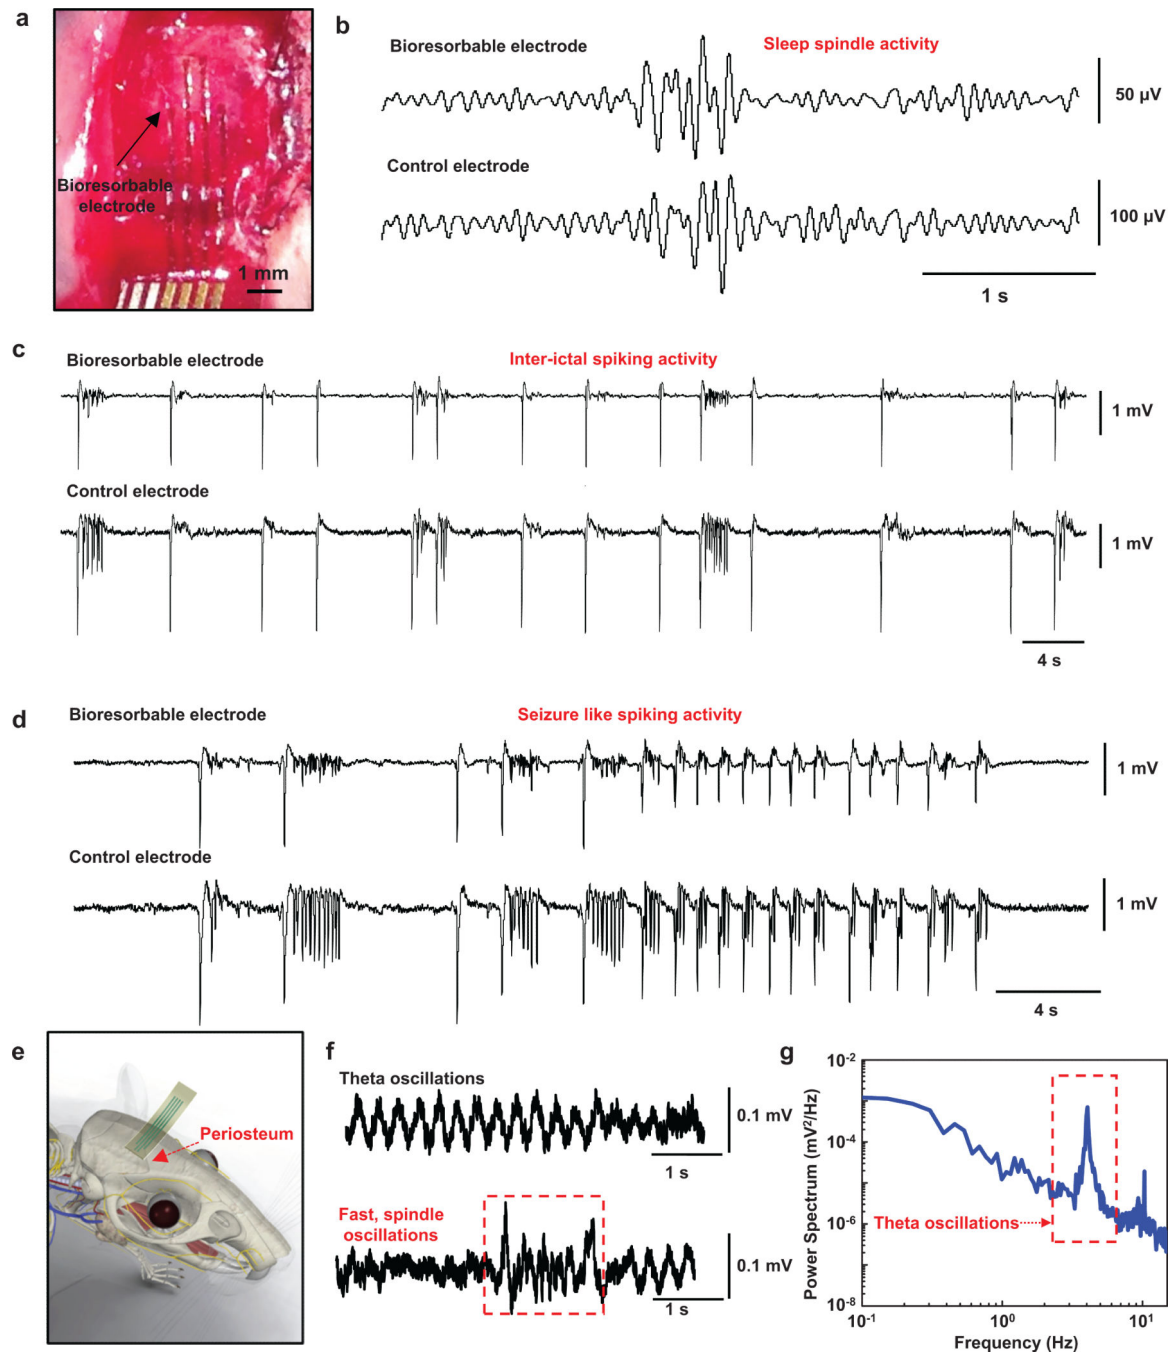 a
Bioresorbable
electrode
1 mm
b
Bioresorbable electrode
Sleep spindle activity
50 µV
Control electrode
100 µV
1 s
c
Bioresorbable electrode
Inter-ictal spiking activity
1 mV
Control electrode
1 mV
4 s
d
Bioresorbable electrode
Seizure like spiking activity
1 mV
Control electrode
1 mV
4 s
e
Periosteum
f
Theta oscillations
0.1 mV
1 s
Fast, spindle
oscillations
0.1 mV
1 s
g
Power Spectrum (mV²/Hz)
10⁻²
10⁻⁴
10⁻⁶
10⁻⁸
Theta oscillations
10⁻¹ 10⁰ 10¹
Frequency (Hz)